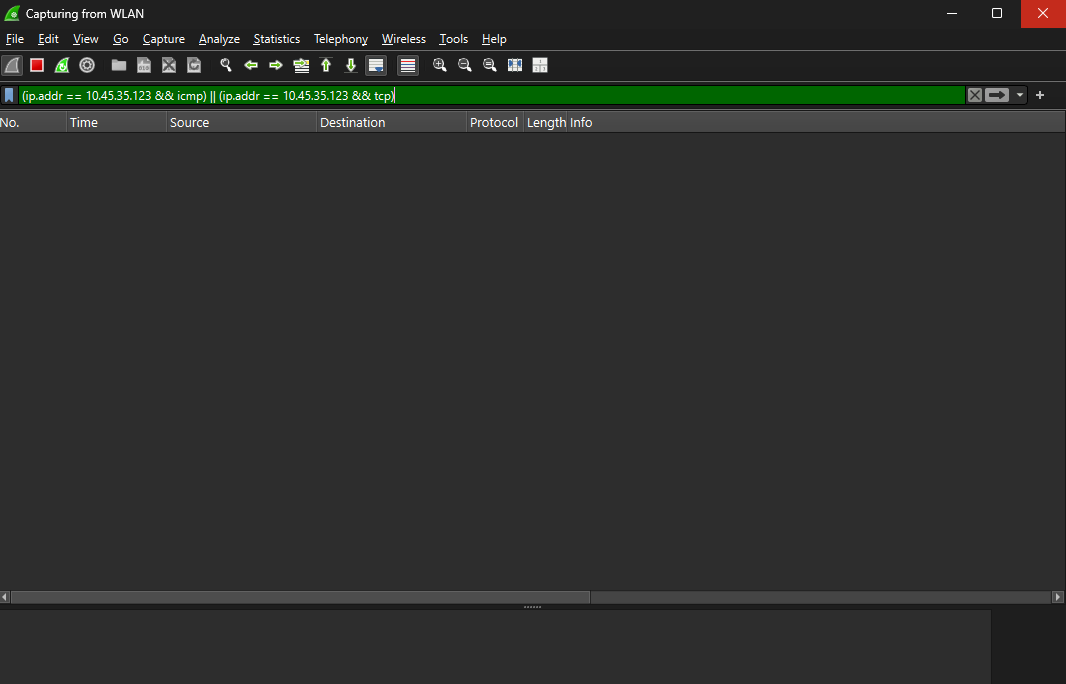 Capturing from WLAN
File Edit View Go Capture Analyze Statistics Telephony Wireless Tools Help
(ip.addr == 10.45.35.123 && icmp) || (ip.addr == 10.45.35.123 && tcp)
No. Time Source Destination Protocol Length Info